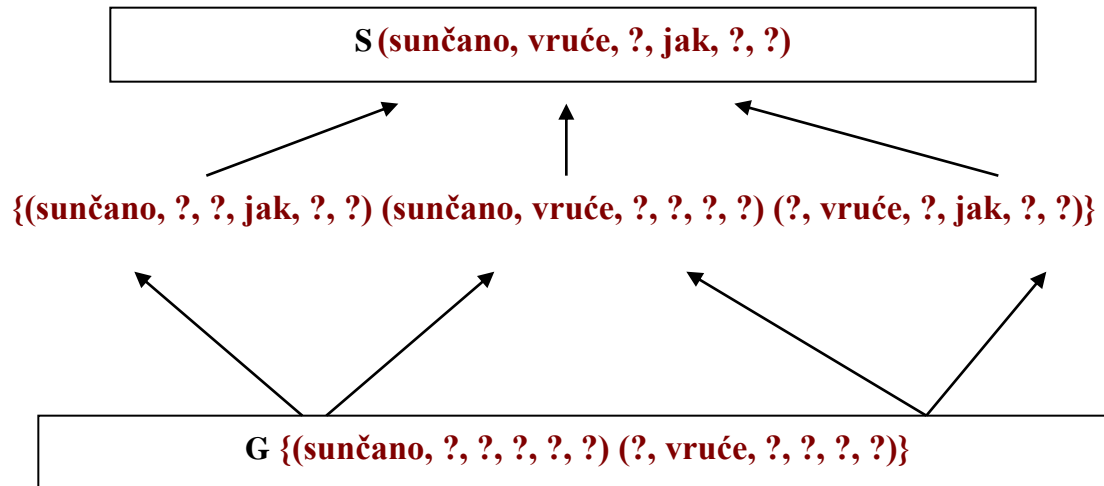 S (sunčano, vruće, ?, jak, ?, ?)
{(sunčano, ?, ?, jak, ?, ?) (sunčano, vruće, ?, ?, ?, ?) (?, vruće, ?, jak, ?, ?)}
G {(sunčano, ?, ?, ?, ?, ?) (?, vruće, ?, ?, ?, ?)}